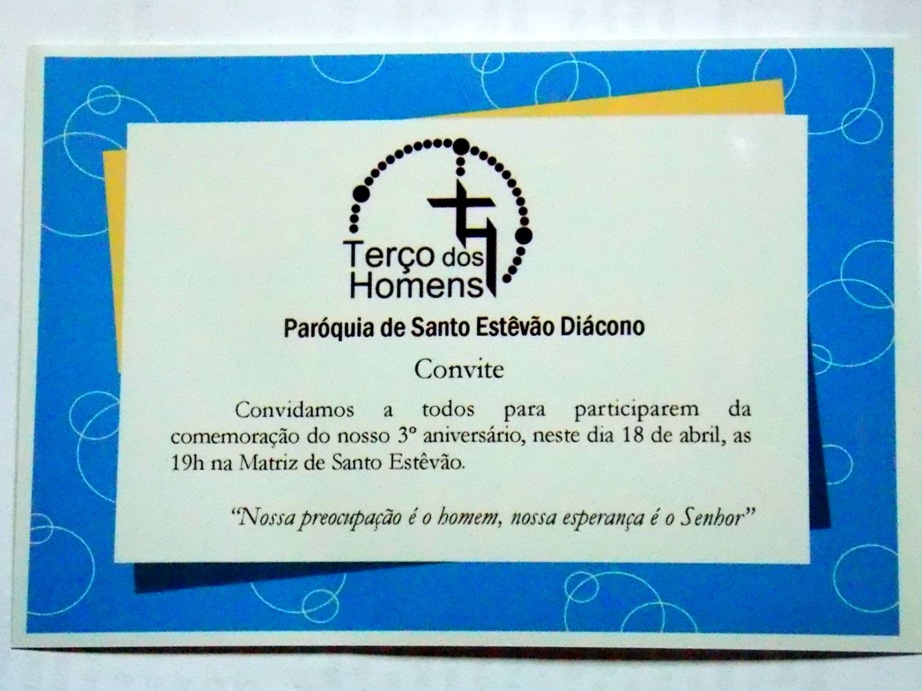 Terço dos
Homens
Paróquia de Santo Estêvão Diácono
Convite
Convidamos a todos para participarem da
comemoração do nosso 3º aniversário, neste dia 18 de abril, as
19h na Matriz de Santo Estêvão.
“Nossa preocupação é o homem, nossa esperança é o Senhor”